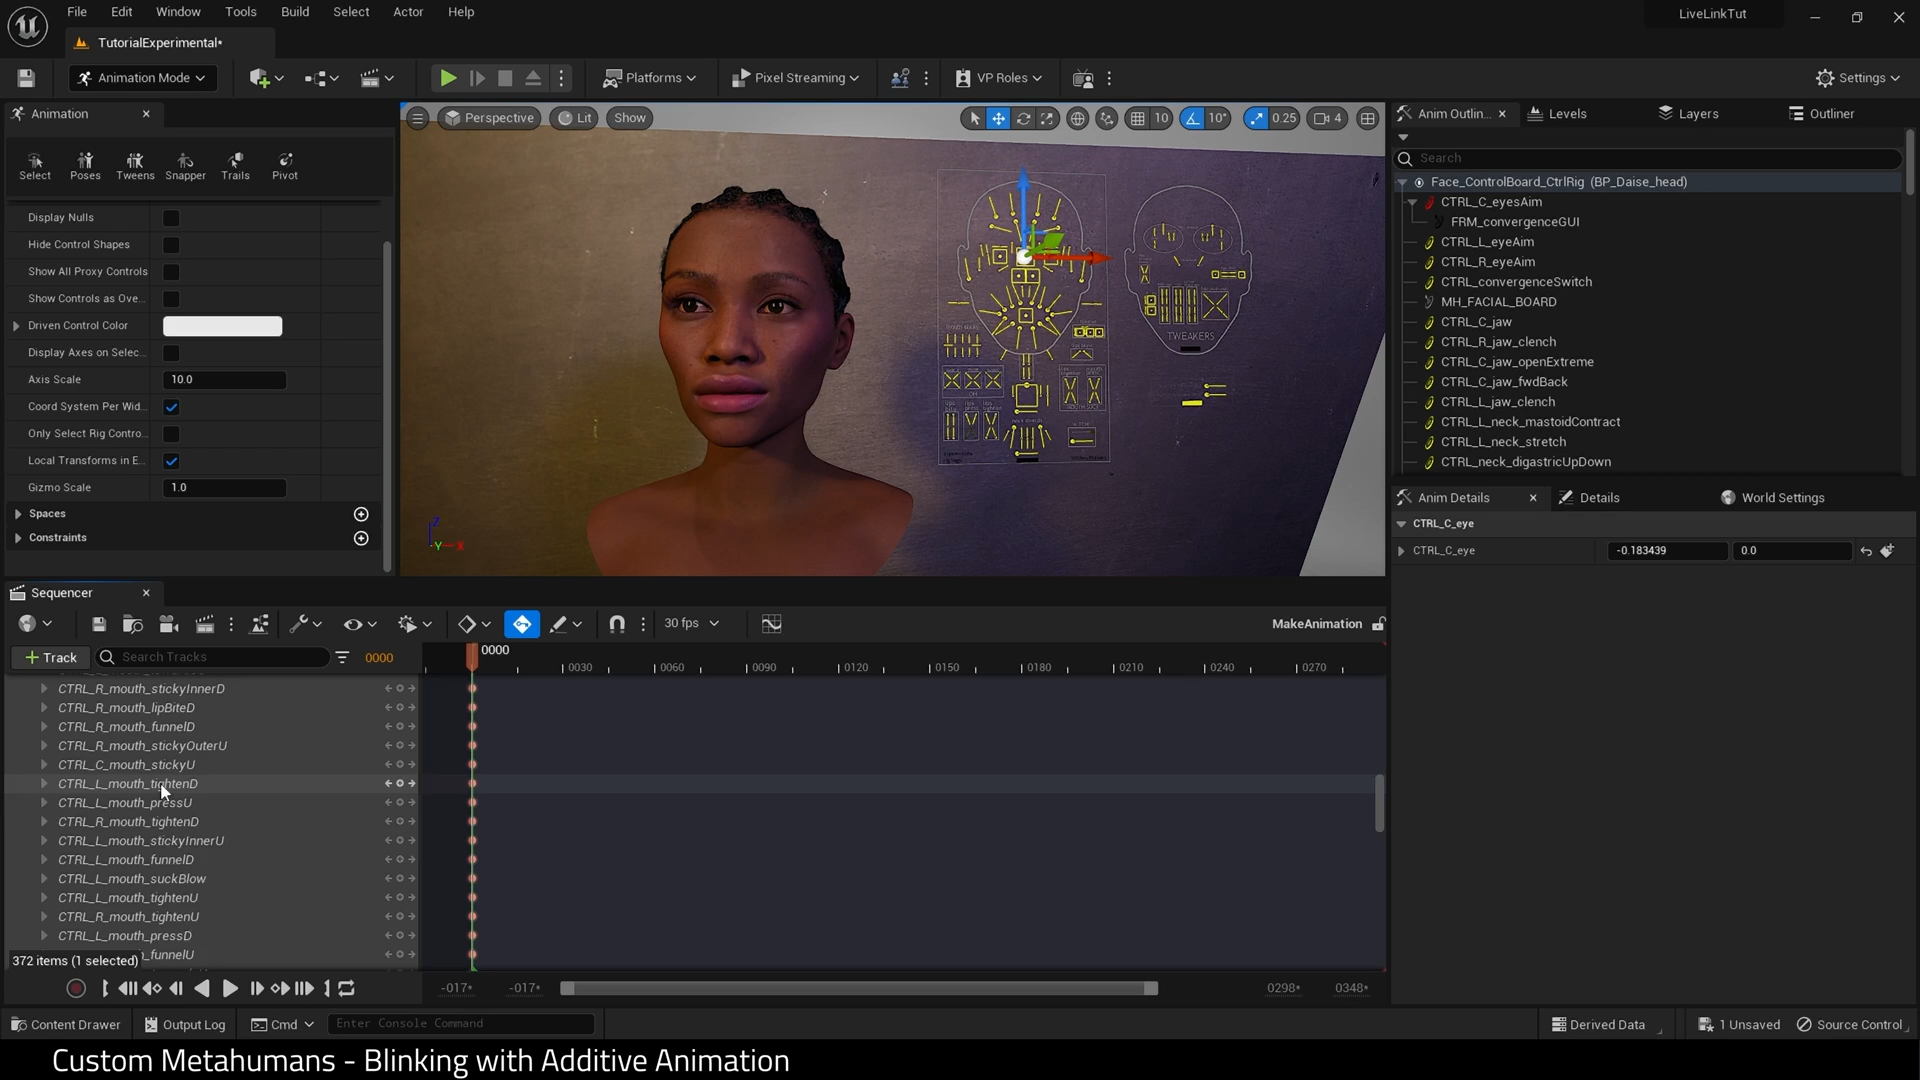 File Edit Window Tools Build Select Actor Help
LiveLinkTut
TutorialExperimental*
Animation Mode
Platforms
Pixel Streaming
VP Roles
Settings
Animation
Select Poses Tweens Snapper Trails Pivot
Display Nulls
Hide Control Shapes
Show All Proxy Controls
Show Controls as Ove...
Driven Control Color
Display Axes on Selec...
Axis Scale 10.0
Coord System Per Wid...
Only Select Rig Contro...
Local Transforms in E...
Gizmo Scale 1.0
Spaces
Constraints
Perspective Lit Show
10 10° 0.25 4
TWEAKERS
Z
Y X
Anim Outlin... Levels Layers Outliner
Search
Face_ControlBoard_CtrlRig (BP_Daise_head)
CTRL_C_eyesAim
FRM_convergenceGUI
CTRL_L_eyeAim
CTRL_R_eyeAim
CTRL_convergenceSwitch
MH_FACIAL_BOARD
CTRL_C_jaw
CTRL_R_jaw_clench
CTRL_C_jaw_openExtreme
CTRL_C_jaw_fwdBack
CTRL_L_jaw_clench
CTRL_L_neck_mastoidContract
CTRL_L_neck_stretch
CTRL_neck_digastricUpDown
Anim Details Details World Settings
CTRL_C_eye
CTRL_C_eye -0.183439 0.0
Sequencer
30 fps
MakeAnimation
Track
Search Tracks
0000
0000
0030 0060 0090 0120 0150 0180 0210 0240 0270
CTRL_R_mouth_stickyInnerD
CTRL_R_mouth_lipBiteD
CTRL_R_mouth_funnelD
CTRL_R_mouth_stickyOuterU
CTRL_C_mouth_stickyU
CTRL_L_mouth_tightenD
CTRL_L_mouth_pressU
CTRL_R_mouth_tightenD
CTRL_L_mouth_stickyInnerU
CTRL_L_mouth_funnelD
CTRL_L_mouth_suckBlow
CTRL_L_mouth_tightenU
CTRL_R_mouth_tightenU
CTRL_L_mouth_pressD
372 items (1 selected) h_funnelU
-017* -017* 0298* 0348*
Content Drawer Output Log Cmd Enter Console Command
Derived Data 1 Unsaved Source Control
Custom Metahumans - Blinking with Additive Animation